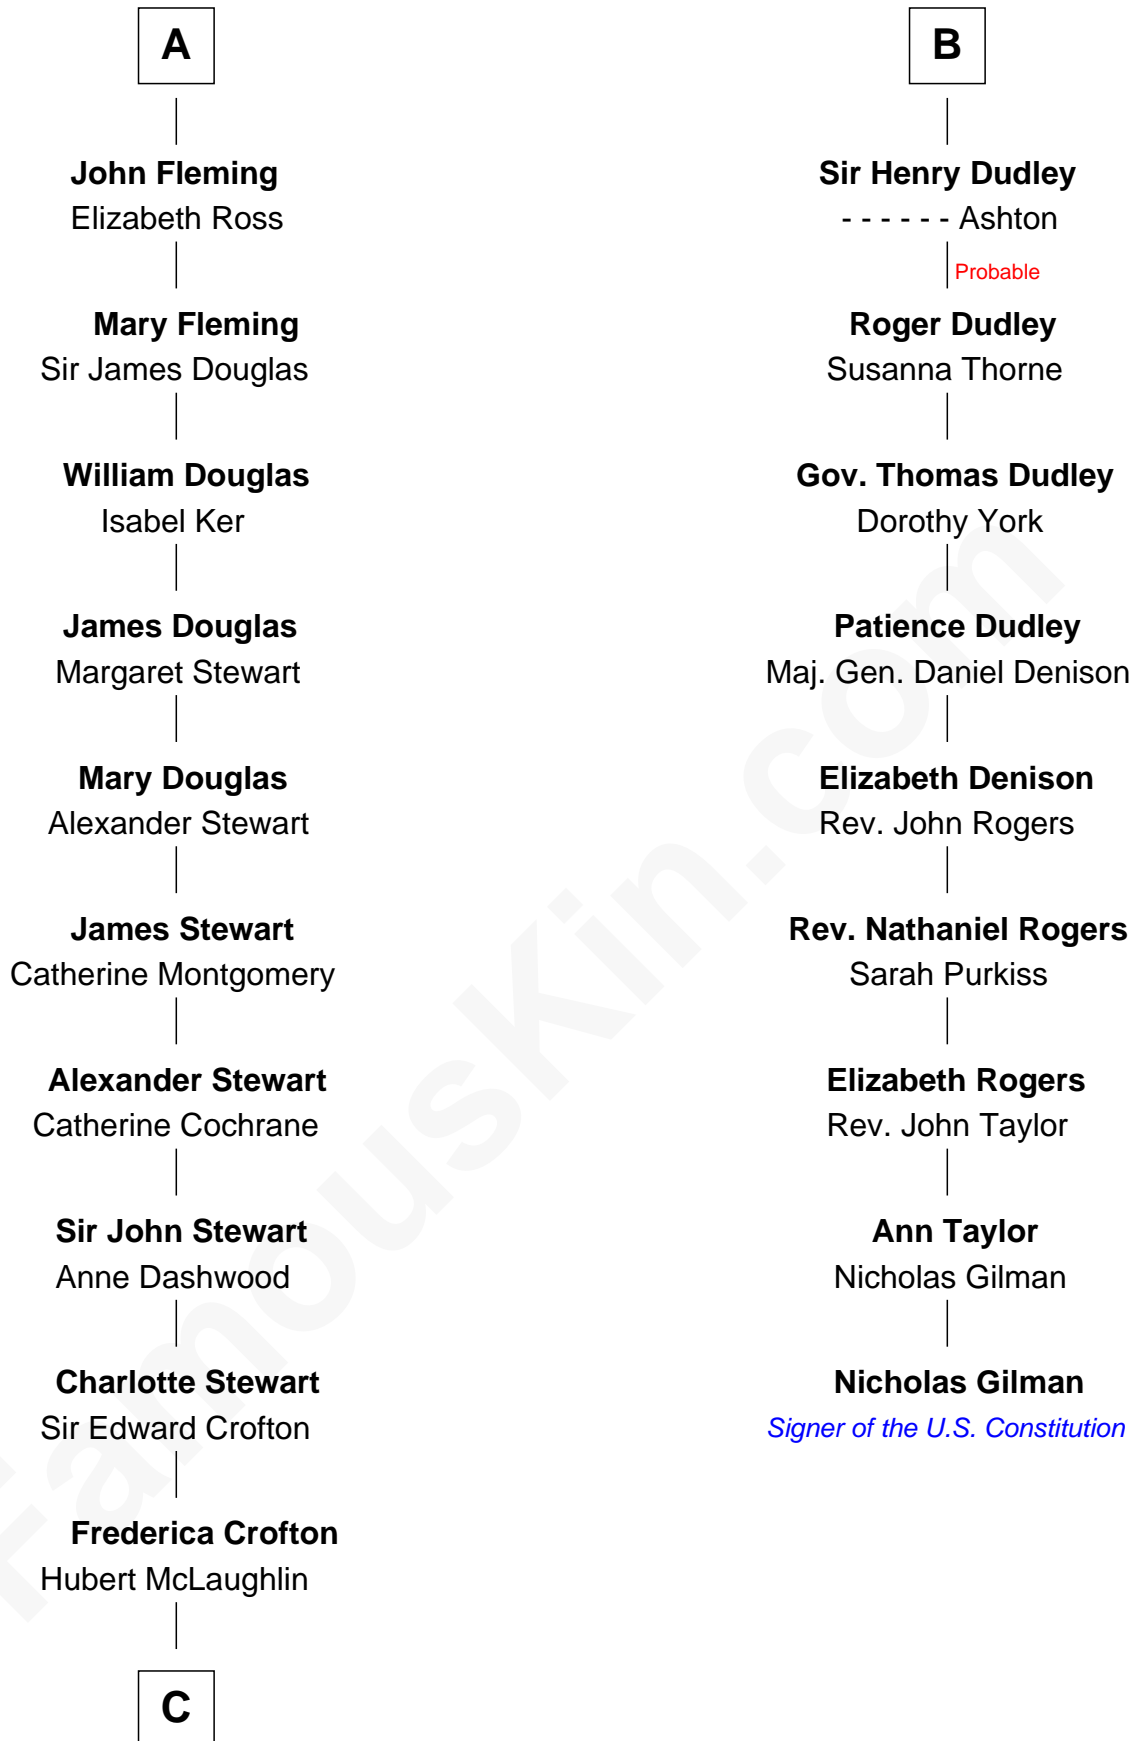 A
John Fleming
Elizabeth Ross
Mary Fleming
Sir James Douglas
William Douglas
Isabel Ker
James Douglas
Margaret Stewart
Mary Douglas
Alexander Stewart
James Stewart
Catherine Montgomery
Alexander Stewart
Catherine Cochrane
Sir John Stewart
Anne Dashwood
Charlotte Stewart
Sir Edward Crofton
Frederica Crofton
Hubert McLaughlin
C
B
Sir Henry Dudley
- - - - - - Ashton
Probable
Roger Dudley
Susanna Thorne
Gov. Thomas Dudley
Dorothy York
Patience Dudley
Maj. Gen. Daniel Denison
Elizabeth Denison
Rev. John Rogers
Rev. Nathaniel Rogers
Sarah Purkiss
Elizabeth Rogers
Rev. John Taylor
Ann Taylor
Nicholas Gilman
Nicholas Gilman
Signer of the U.S. Constitution
FamousKin.com